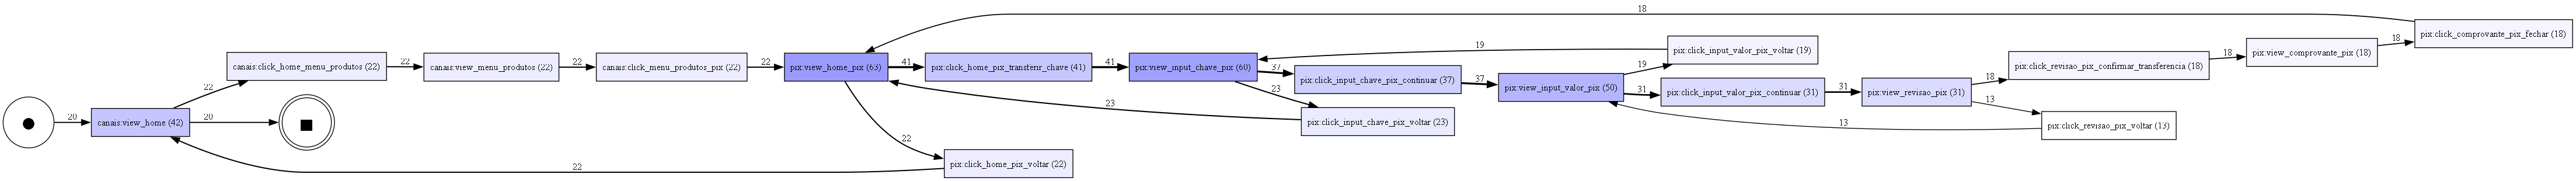 18
pix:click_comprovante_pix_fechar (18)
19
pix:click_input_valor_pix_voltar (19)
18
pix:view_comprovante_pix (18)
18
pix:click_revisao_pix_confirmar_transferencia (18)
canais:click_home_menu_produtos (22)
22
canais:view_menu_produtos (22)
22
canais:click_menu_produtos_pix (22)
22
pix:view_home_pix (63)
41
pix:click_home_pix_transferir_chave (41)
41
pix:view_input_chave_pix (60)
37
pix:click_input_chave_pix_continuar (37)
37
pix:view_input_valor_pix (50)
19
31
pix:click_input_valor_pix_continuar (31)
31
pix:view_revisao_pix (31)
18
13
pix:click_revisao_pix_voltar (13)
13
22
23
pix:click_input_chave_pix_voltar (23)
23
20
canais:view_home (42)
20
22
pix:click_home_pix_voltar (22)
22